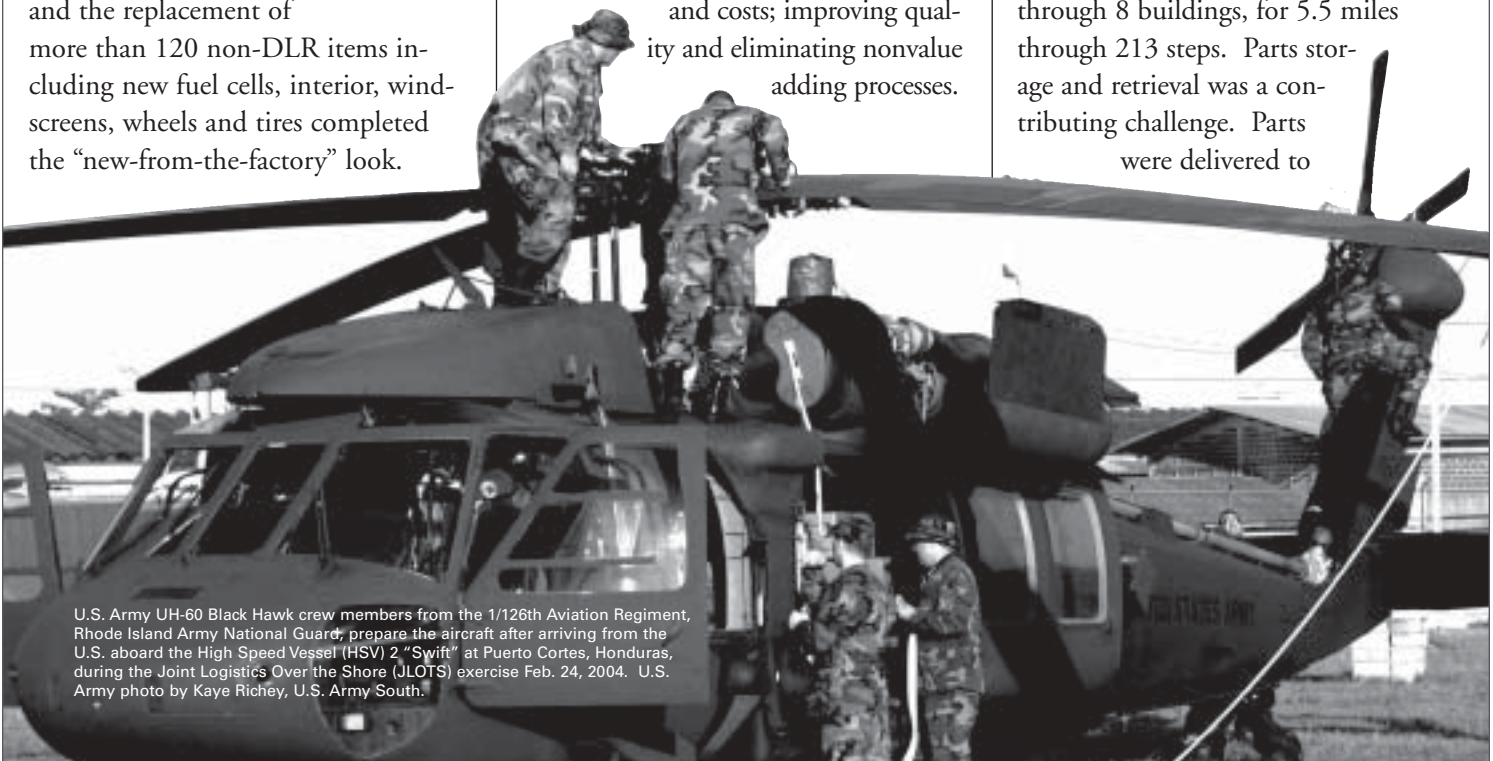 and the replacement of
more than 120 non-DLR items in-
cluding new fuel cells, interior, wind-
screens, wheels and tires completed
the “new-from-the-factory” look.
and costs; improving qual-
ity and eliminating nonvalue
adding processes.
through 8 buildings, for 5.5 miles
through 213 steps.  Parts stor-
age and retrieval was a con-
tributing challenge.  Parts
were delivered to
UNITED STATES ARMY
U.S. Army UH-60 Black Hawk crew members from the 1/126th Aviation Regiment,
Rhode Island Army National Guard, prepare the aircraft after arriving from the
U.S. aboard the High Speed Vessel (HSV) 2 “Swift” at Puerto Cortes, Honduras,
during the Joint Logistics Over the Shore (JLOTS) exercise Feb. 24, 2004.  U.S.
Army photo by Kaye Richey, U.S. Army South.